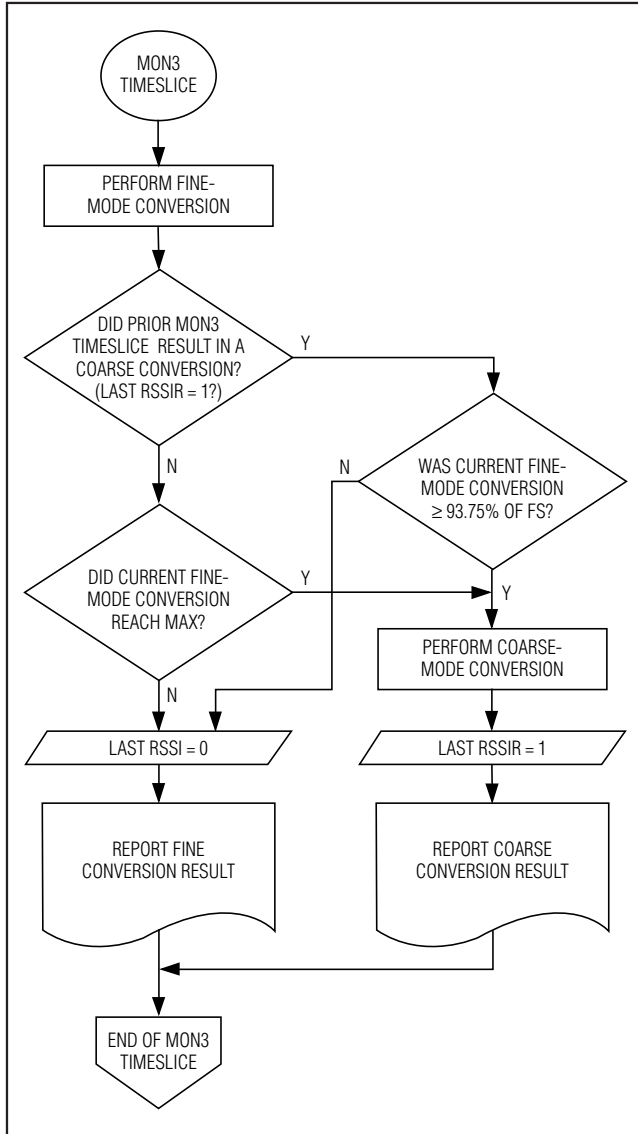 MON3
TIMESLICE
PERFORM FINE-
MODE CONVERSION
DID PRIOR MON3
TIMESLICE RESULT IN A
COARSE CONVERSION?
(LAST RSSIR = 1?)
Y
N
N
WAS CURRENT FINE-
MODE CONVERSION
≥ 93.75% OF FS?
DID CURRENT FINE-
MODE CONVERSION
REACH MAX?
Y
Y
N
PERFORM COARSE-
MODE CONVERSION
LAST RSSI = 0
LAST RSSIR = 1
REPORT FINE
CONVERSION RESULT
REPORT COARSE
CONVERSION RESULT
END OF MON3
TIMESLICE